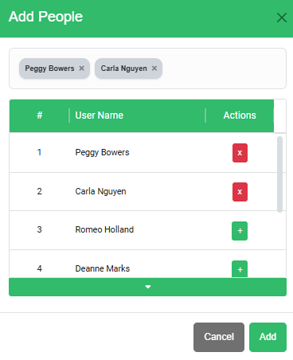 Add People ×
Peggy Bowers × Carla Nguyen ×
# User Name Actions
1 Peggy Bowers x
2 Carla Nguyen x
3 Romeo Holland +
4 Deanne Marks +
Cancel Add